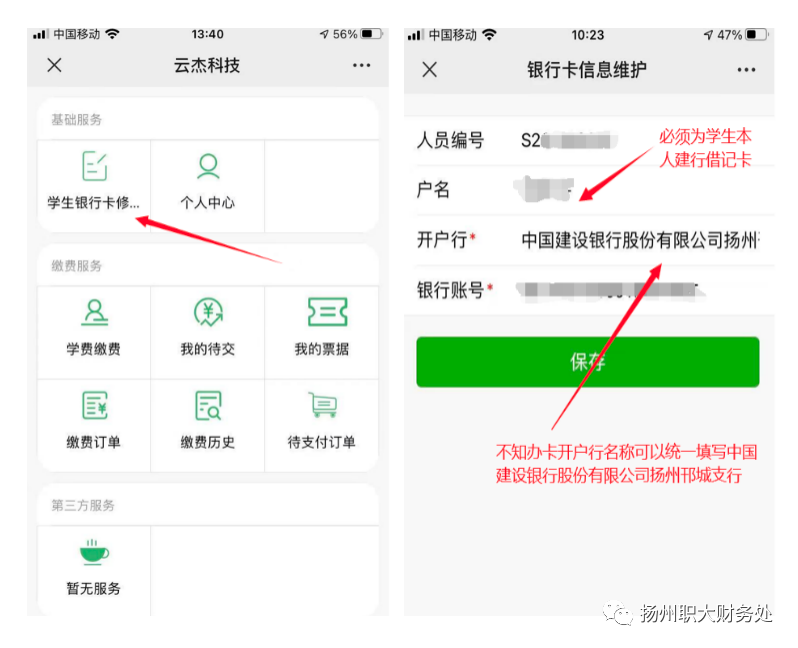 中国移动 13:40 56%
云杰科技
基础服务
学生银行卡修... 个人中心
缴费服务
学费缴费 我的待交 我的票据
缴费订单 缴费历史 待支付订单
第三方服务
暂无服务
中国移动 10:23 47%
银行卡信息维护
人员编号 S2
必须为学生本
人建行借记卡
户名
开户行* 中国建设银行股份有限公司扬州
银行账号*
保存
不知办卡开户行名称可以统一填写中国
建设银行股份有限公司扬州邗城支行
扬州职大财务处